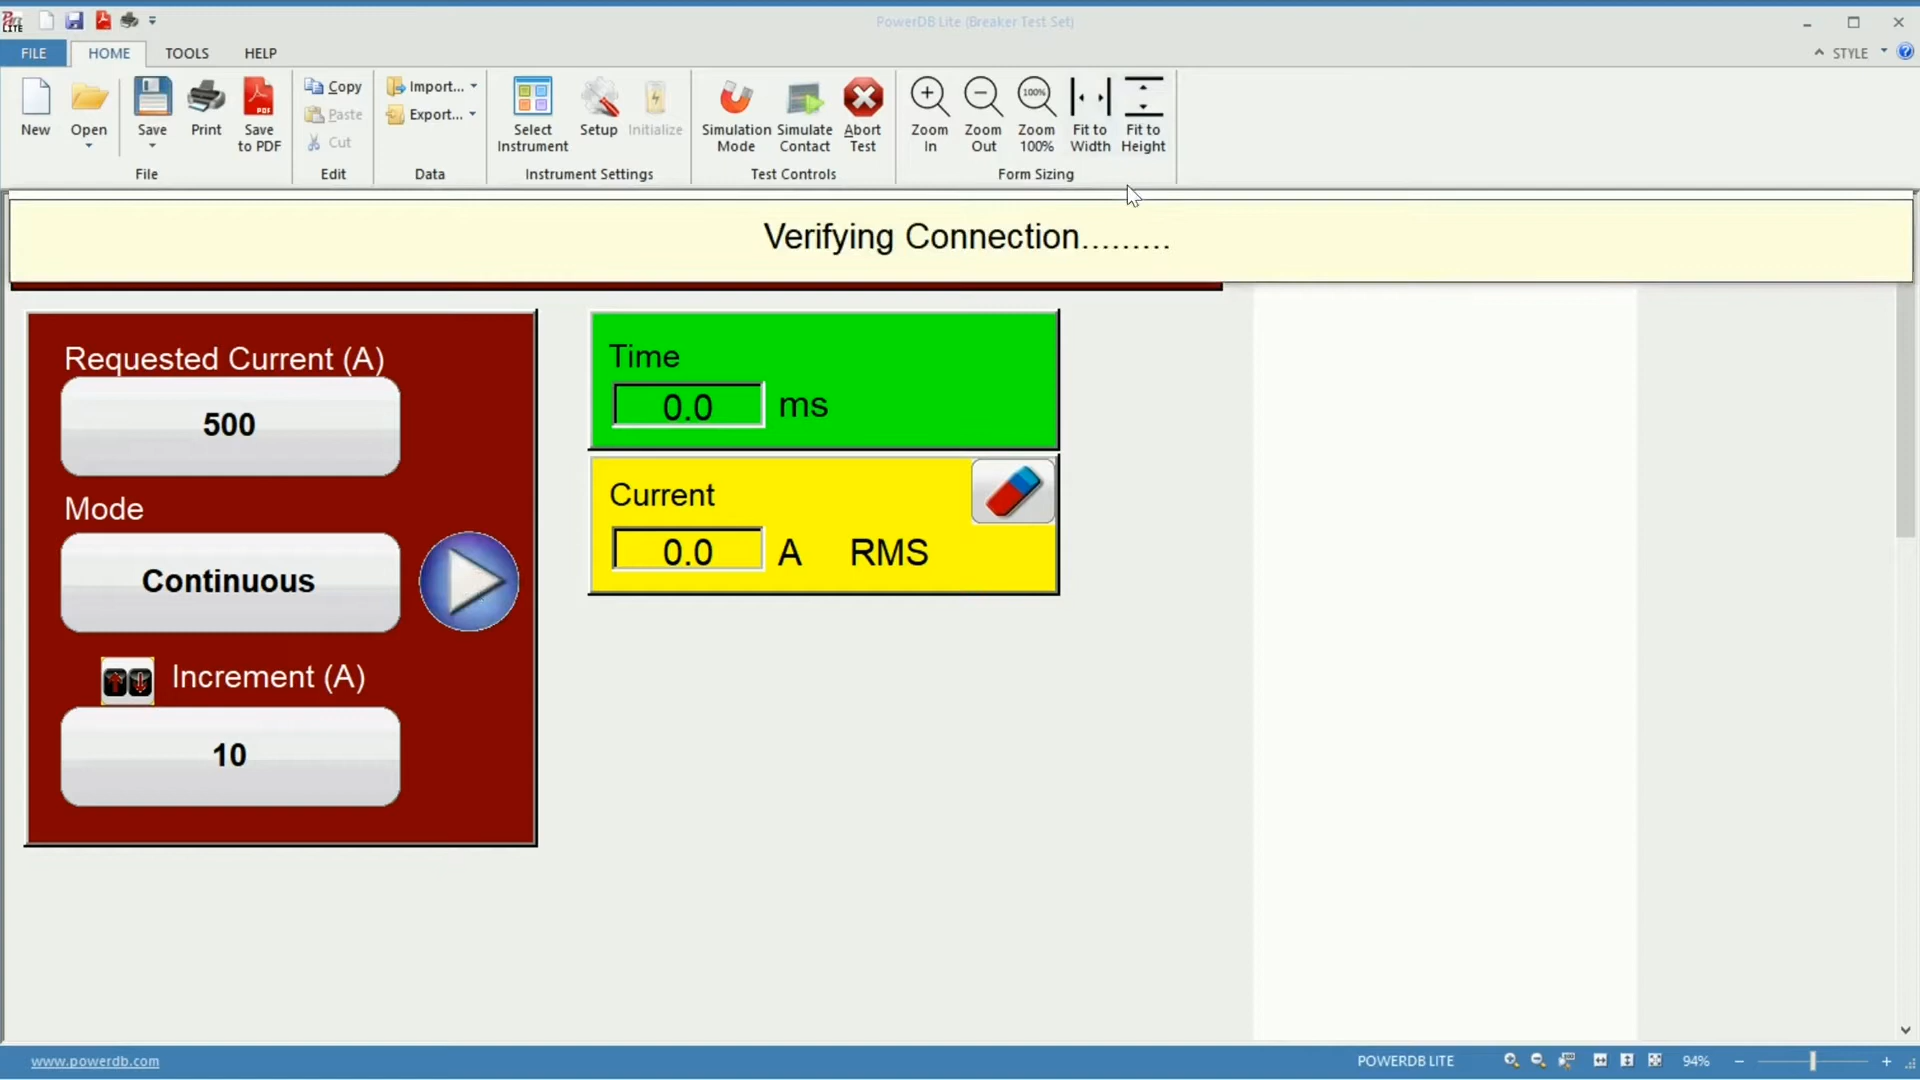 LITE
PowerDB Lite (Breaker Test Set)
FILE HOME TOOLS HELP STYLE
New
Open
Save
Print
Save to PDF
File
Copy
Paste
Cut
Edit
Import...
Export...
Data
Select Instrument
Setup
Initialize
Instrument Settings
Simulation Mode
Simulate Contact
Abort Test
Test Controls
Zoom In
Zoom Out
100%
Zoom 100%
Fit to Width
Fit to Height
Form Sizing
Verifying Connection.........
Requested Current (A)
500
Mode
Continuous
Increment (A)
10
Time
0.0 ms
Current
0.0 A RMS
www.powerdb.com
POWERDB LITE
94%